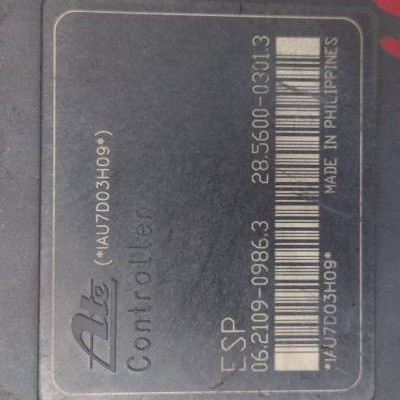 Ate (*IAU7D03H09*)
Controller
ESP
06.2109-0986.3 28.5600-0301.3
*IAU7D03H09* MADE IN PHILIPPINES